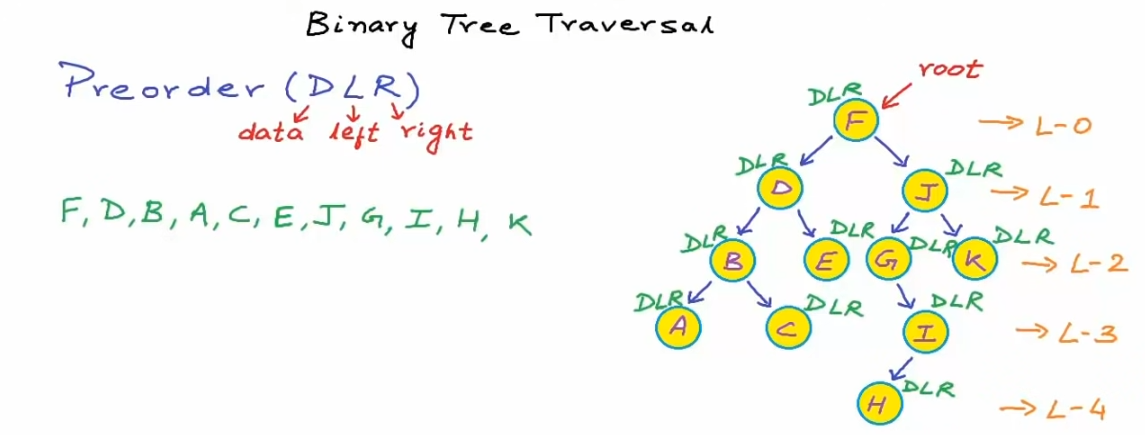 Binary Tree Traversal
Preorder (DLR)
data left right
F, D, B, A, C, E, J, G, I, H, K
root
DLR
F
→ L-0
DLR
D
DLR
J
→ L-1
DLR
B
DLR
E
DLR
G
DLR
K
→ L-2
DLR
A
DLR
C
DLR
I
→ L-3
DLR
H
→ L-4